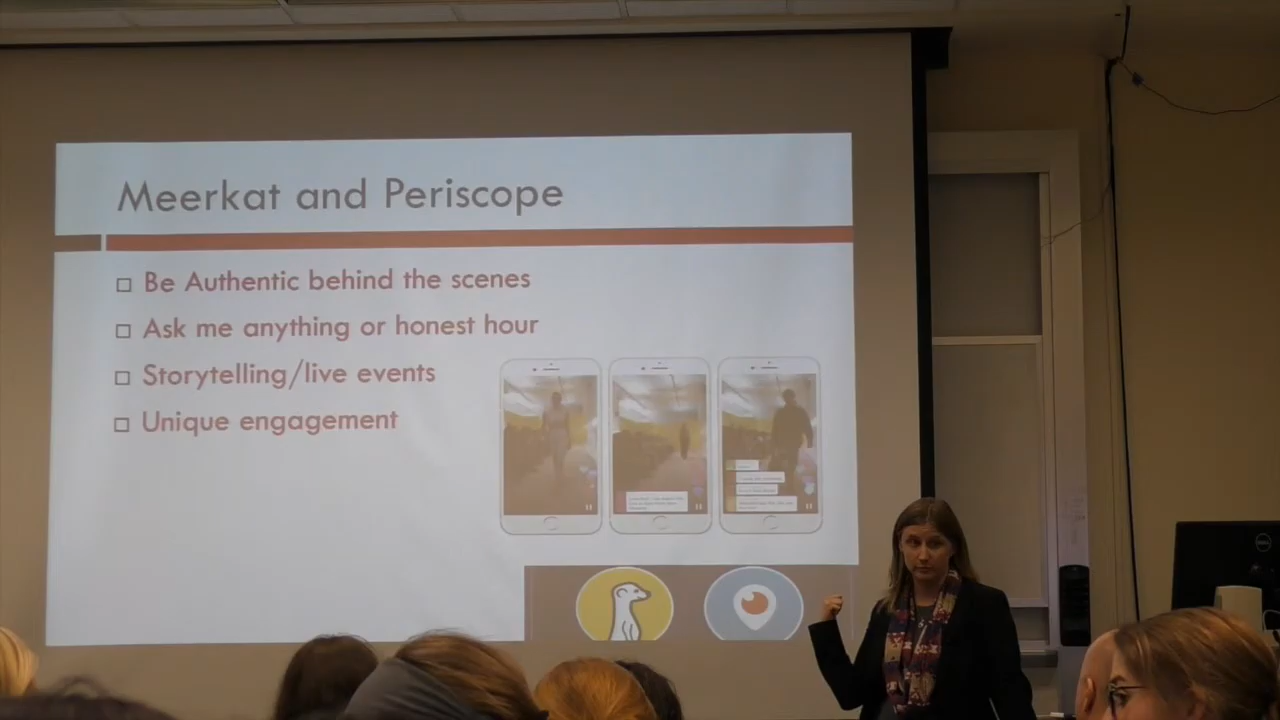 Meerkat and Periscope
Be Authentic behind the scenes
Ask me anything or honest hour
Storytelling/live events
Unique engagement
DELL